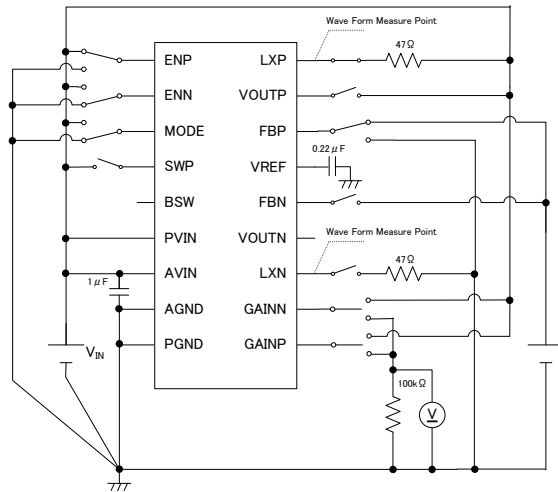 Wave Form Measure Point
47Ω
ENP
LXP
ENN
VOUTP
MODE
FBP
0.22μF
SWP
VREF
BSW
FBN
Wave Form Measure Point
PVIN
VOUTN
47Ω
AVIN
LXN
1μF
AGND
GAINN
PGND
GAINP
VIN
100kΩ
V